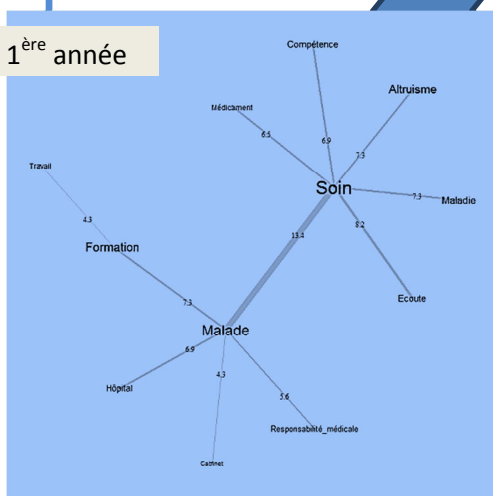 1ère année
Compétence
Altruisme
Médicament
6.9
6.5
7.3
Travail
Soin
7.3
Maladie
4.3
8.2
13.4
Formation
Ecoute
7.3
Malade
6.9
4.3
5.6
Hôpital
Responsabilité_médicale
Cabinet